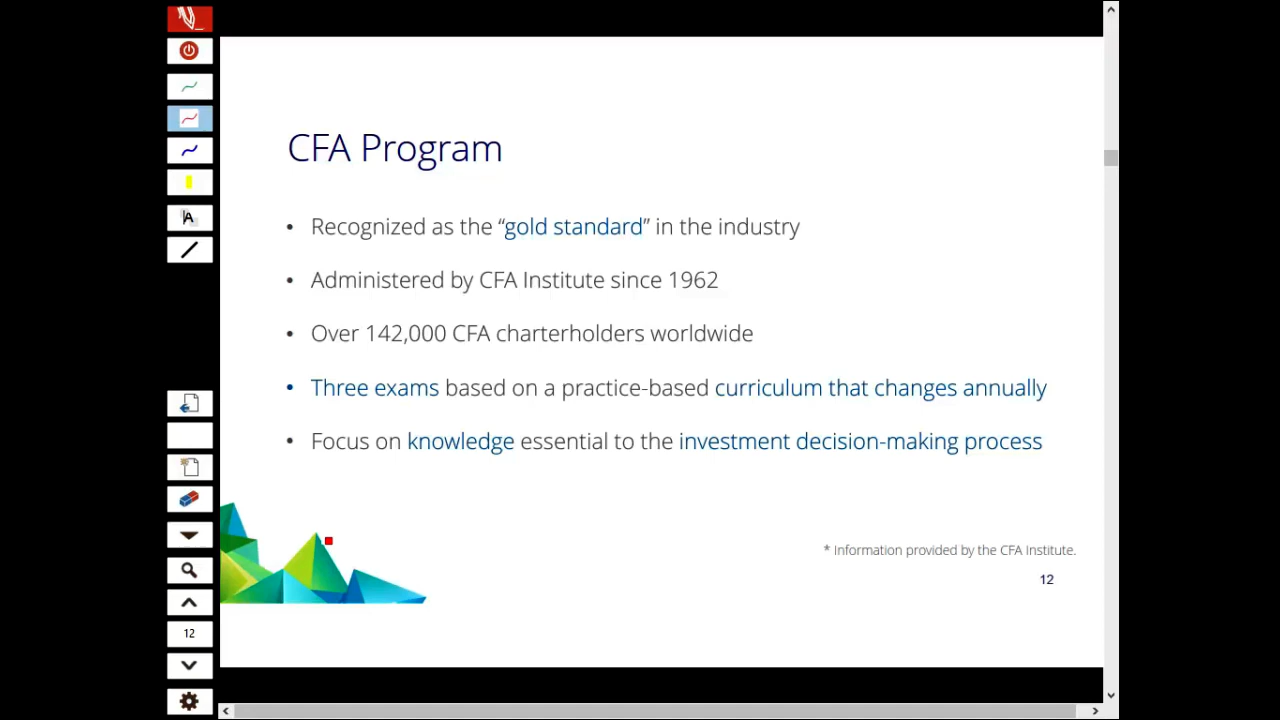 CFA Program
• Recognized as the “gold standard” in the industry
• Administered by CFA Institute since 1962
• Over 142,000 CFA charterholders worldwide
• Three exams based on a practice-based curriculum that changes annually
• Focus on knowledge essential to the investment decision-making process
* Information provided by the CFA Institute.
12
A
12